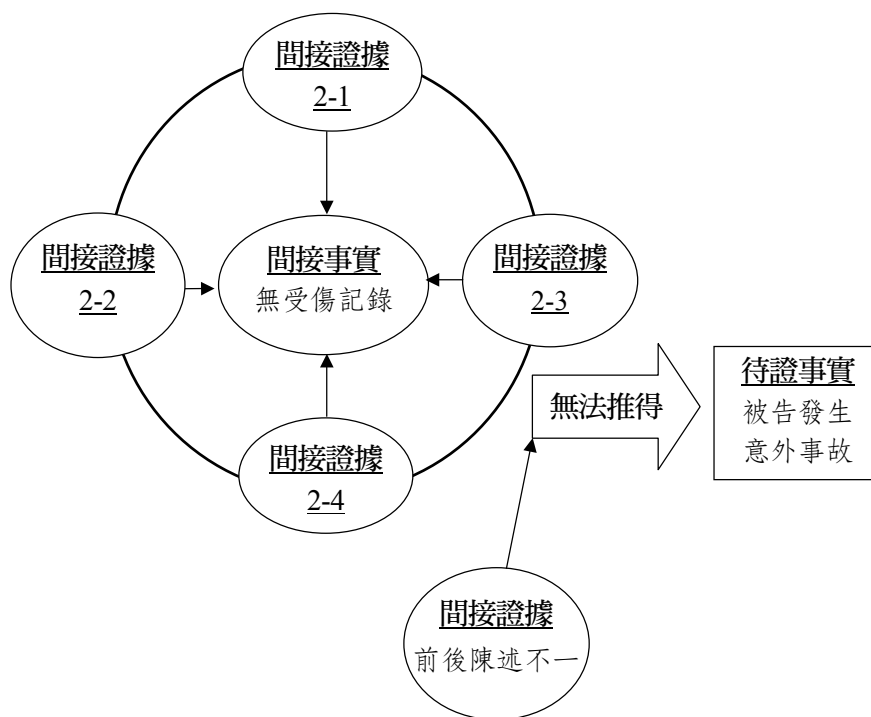 間接證據
2-1
間接證據
2-2
間接事實
無受傷記錄
間接證據
2-3
間接證據
2-4
無法推得
待證事實
被告發生
意外事故
間接證據
前後陳述不一